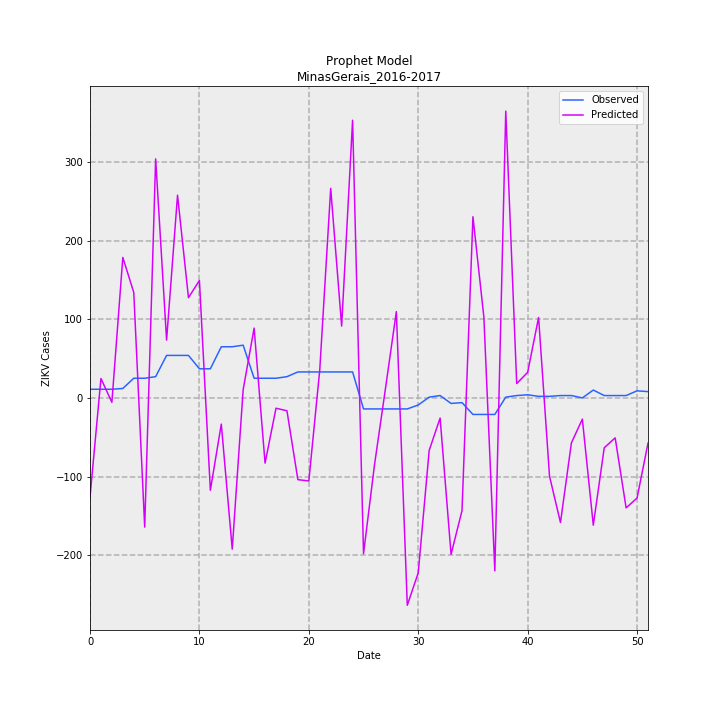 Prophet Model
MinasGerais_2016-2017
Observed
Predicted
ZIKV Cases
300
200
100
0
−100
−200
0 10 20 30 40 50
Date